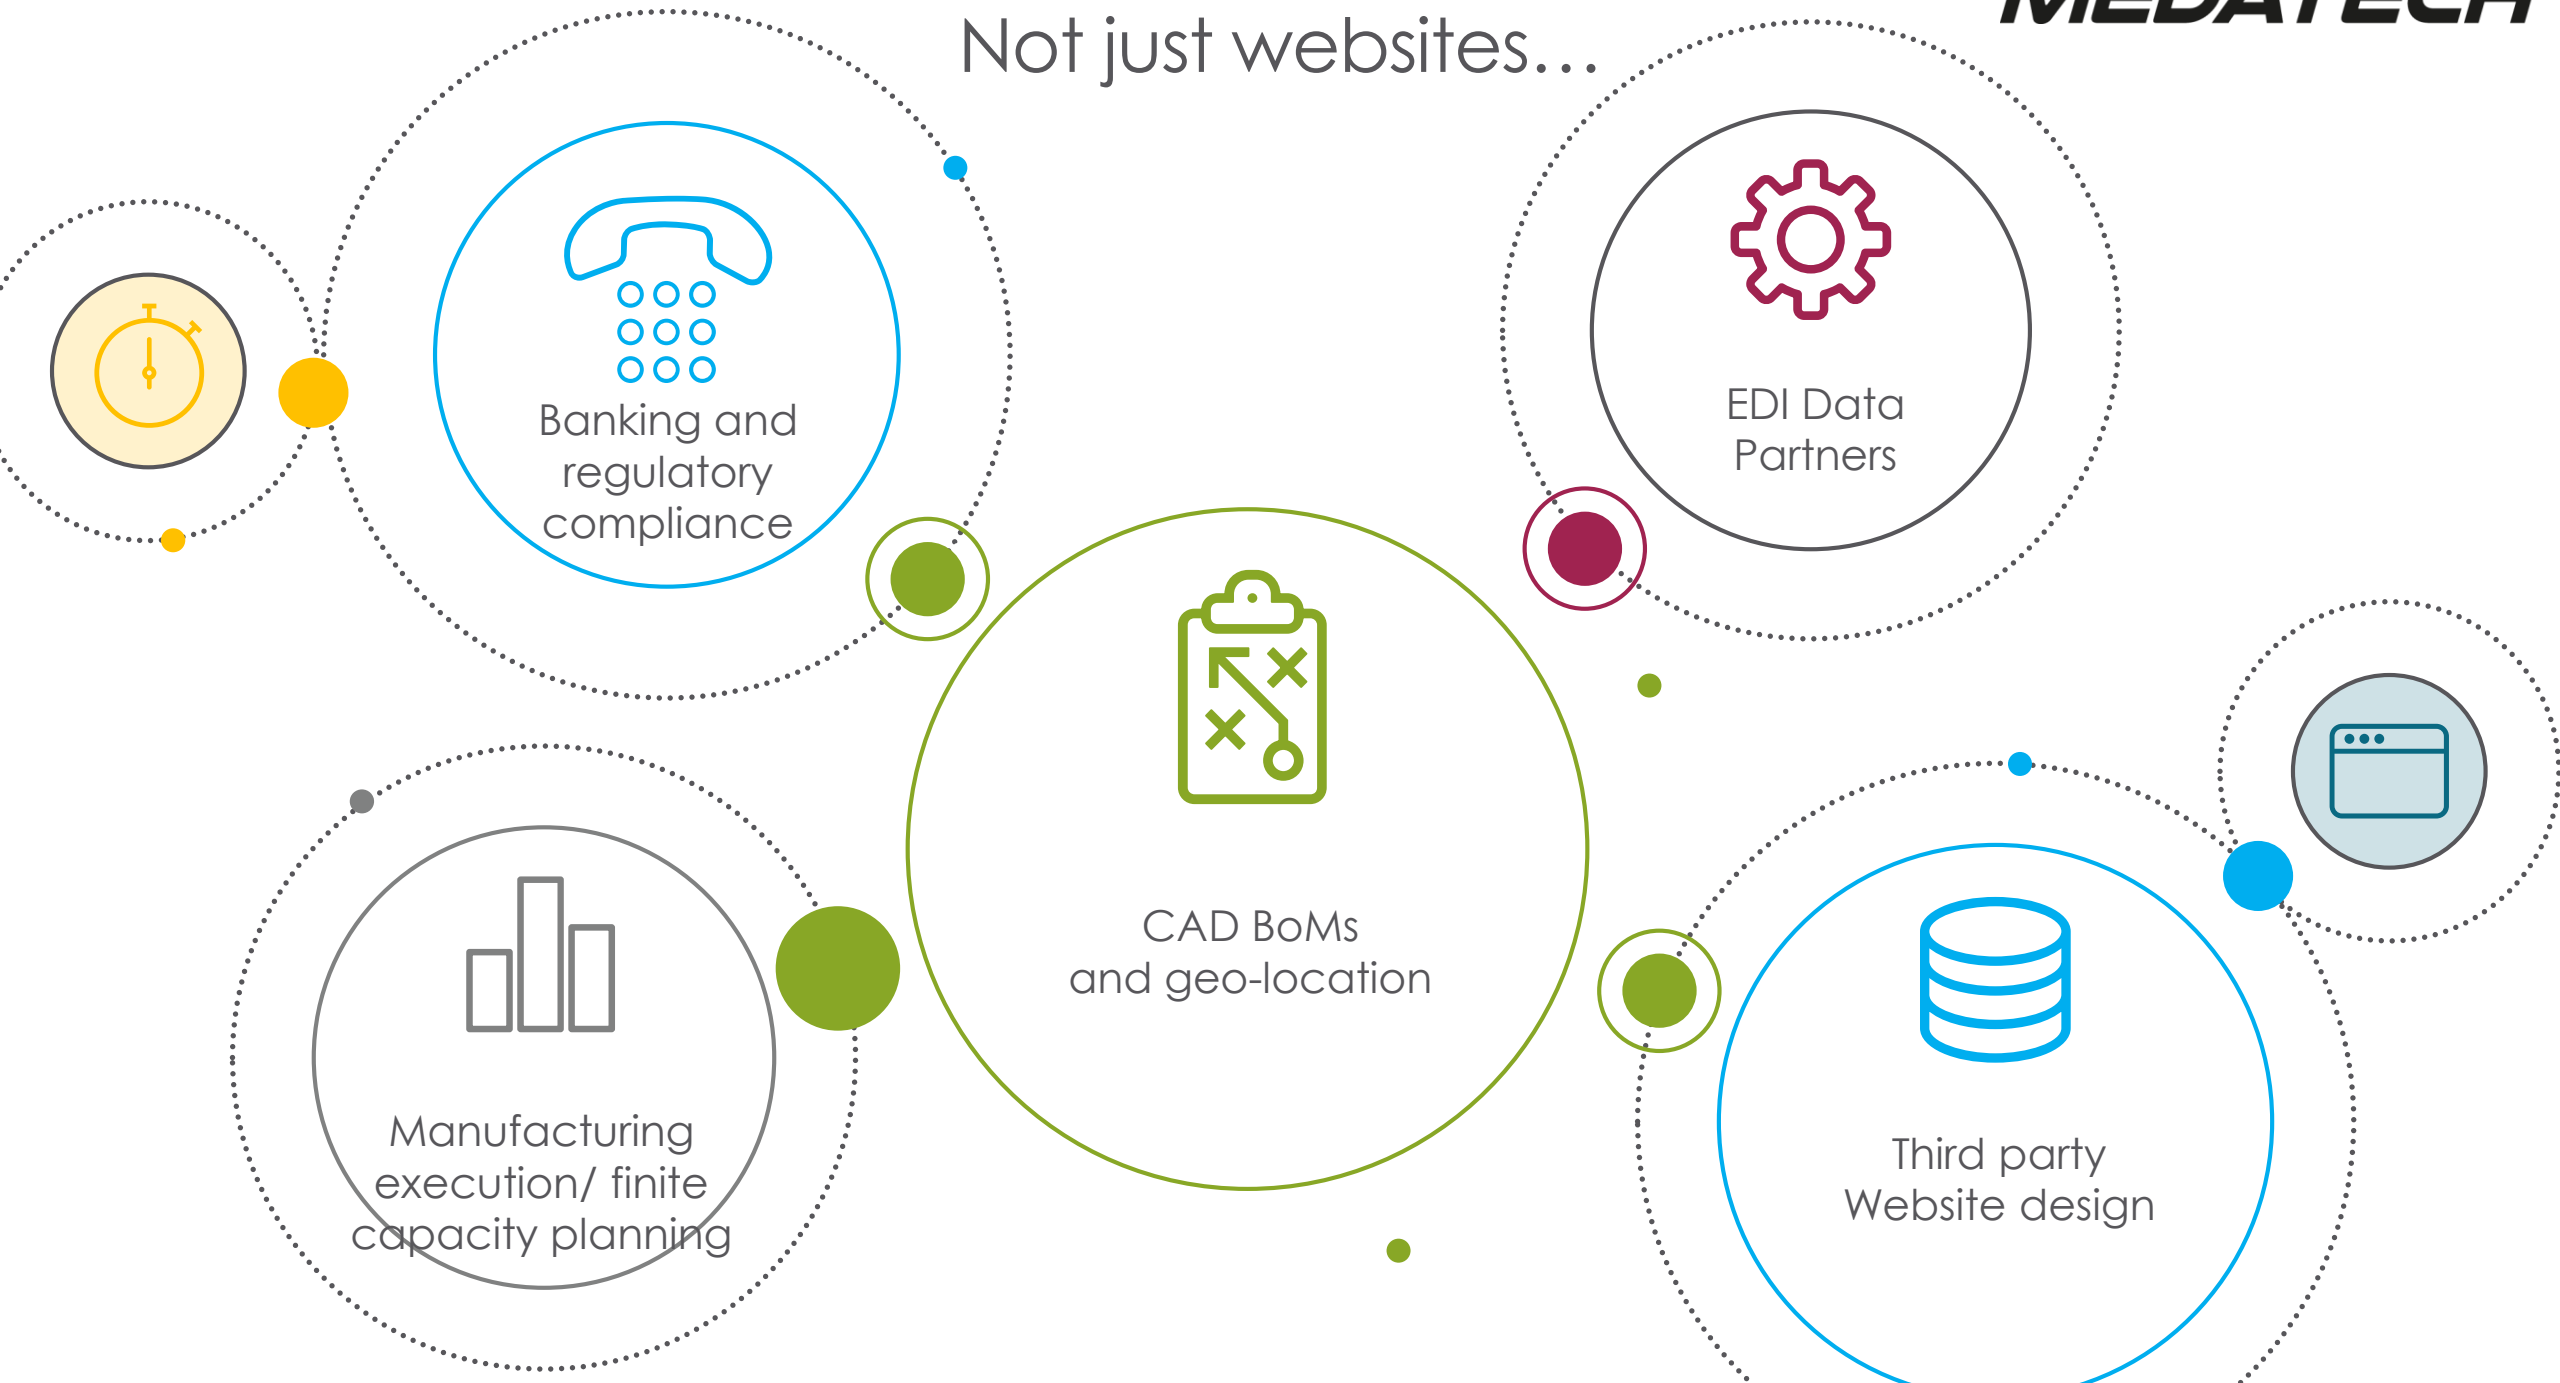 MEDATECH
Not just websites...
Banking and
regulatory
compliance
EDI Data
Partners
CAD BoMs
and geo-location
Manufacturing
execution/ finite
capacity planning
Third party
Website design